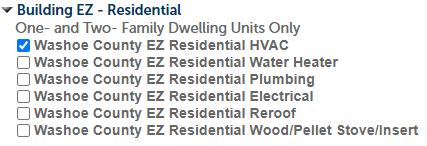 Building EZ - Residential
One- and Two- Family Dwelling Units Only
Washoe County EZ Residential HVAC
Washoe County EZ Residential Water Heater
Washoe County EZ Residential Plumbing
Washoe County EZ Residential Electrical
Washoe County EZ Residential Reroof
Washoe County EZ Residential Wood/Pellet Stove/Insert